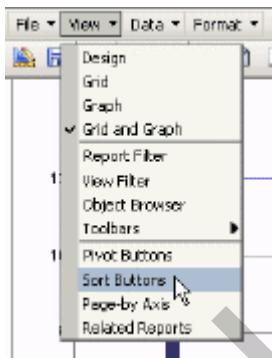 File View Data Format
Design
Grid
Graph
Grid and Graph
Report Filter
View Filter
Object Browser
Toolbars
Pivot Buttons
Sort Buttons
Page-by Axis
Related Reports